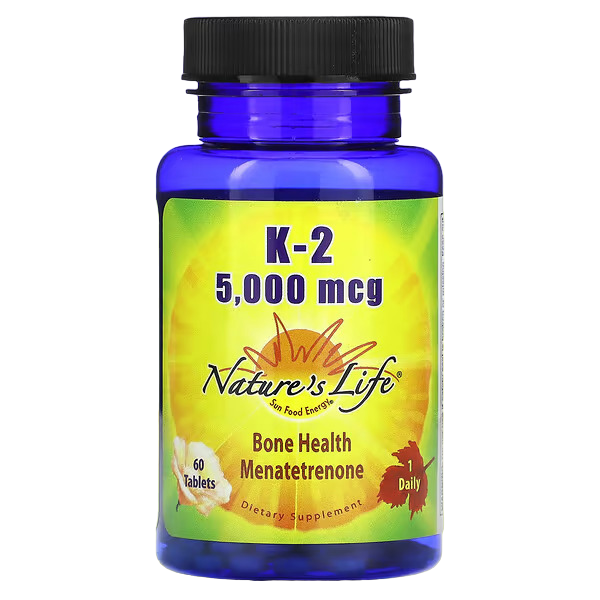 K-2
5,000 mcg
Nature's Life®
Sun Food Energy®
Bone Health
Menatetrenone
60
Tablets
1
Daily
Dietary Supplement